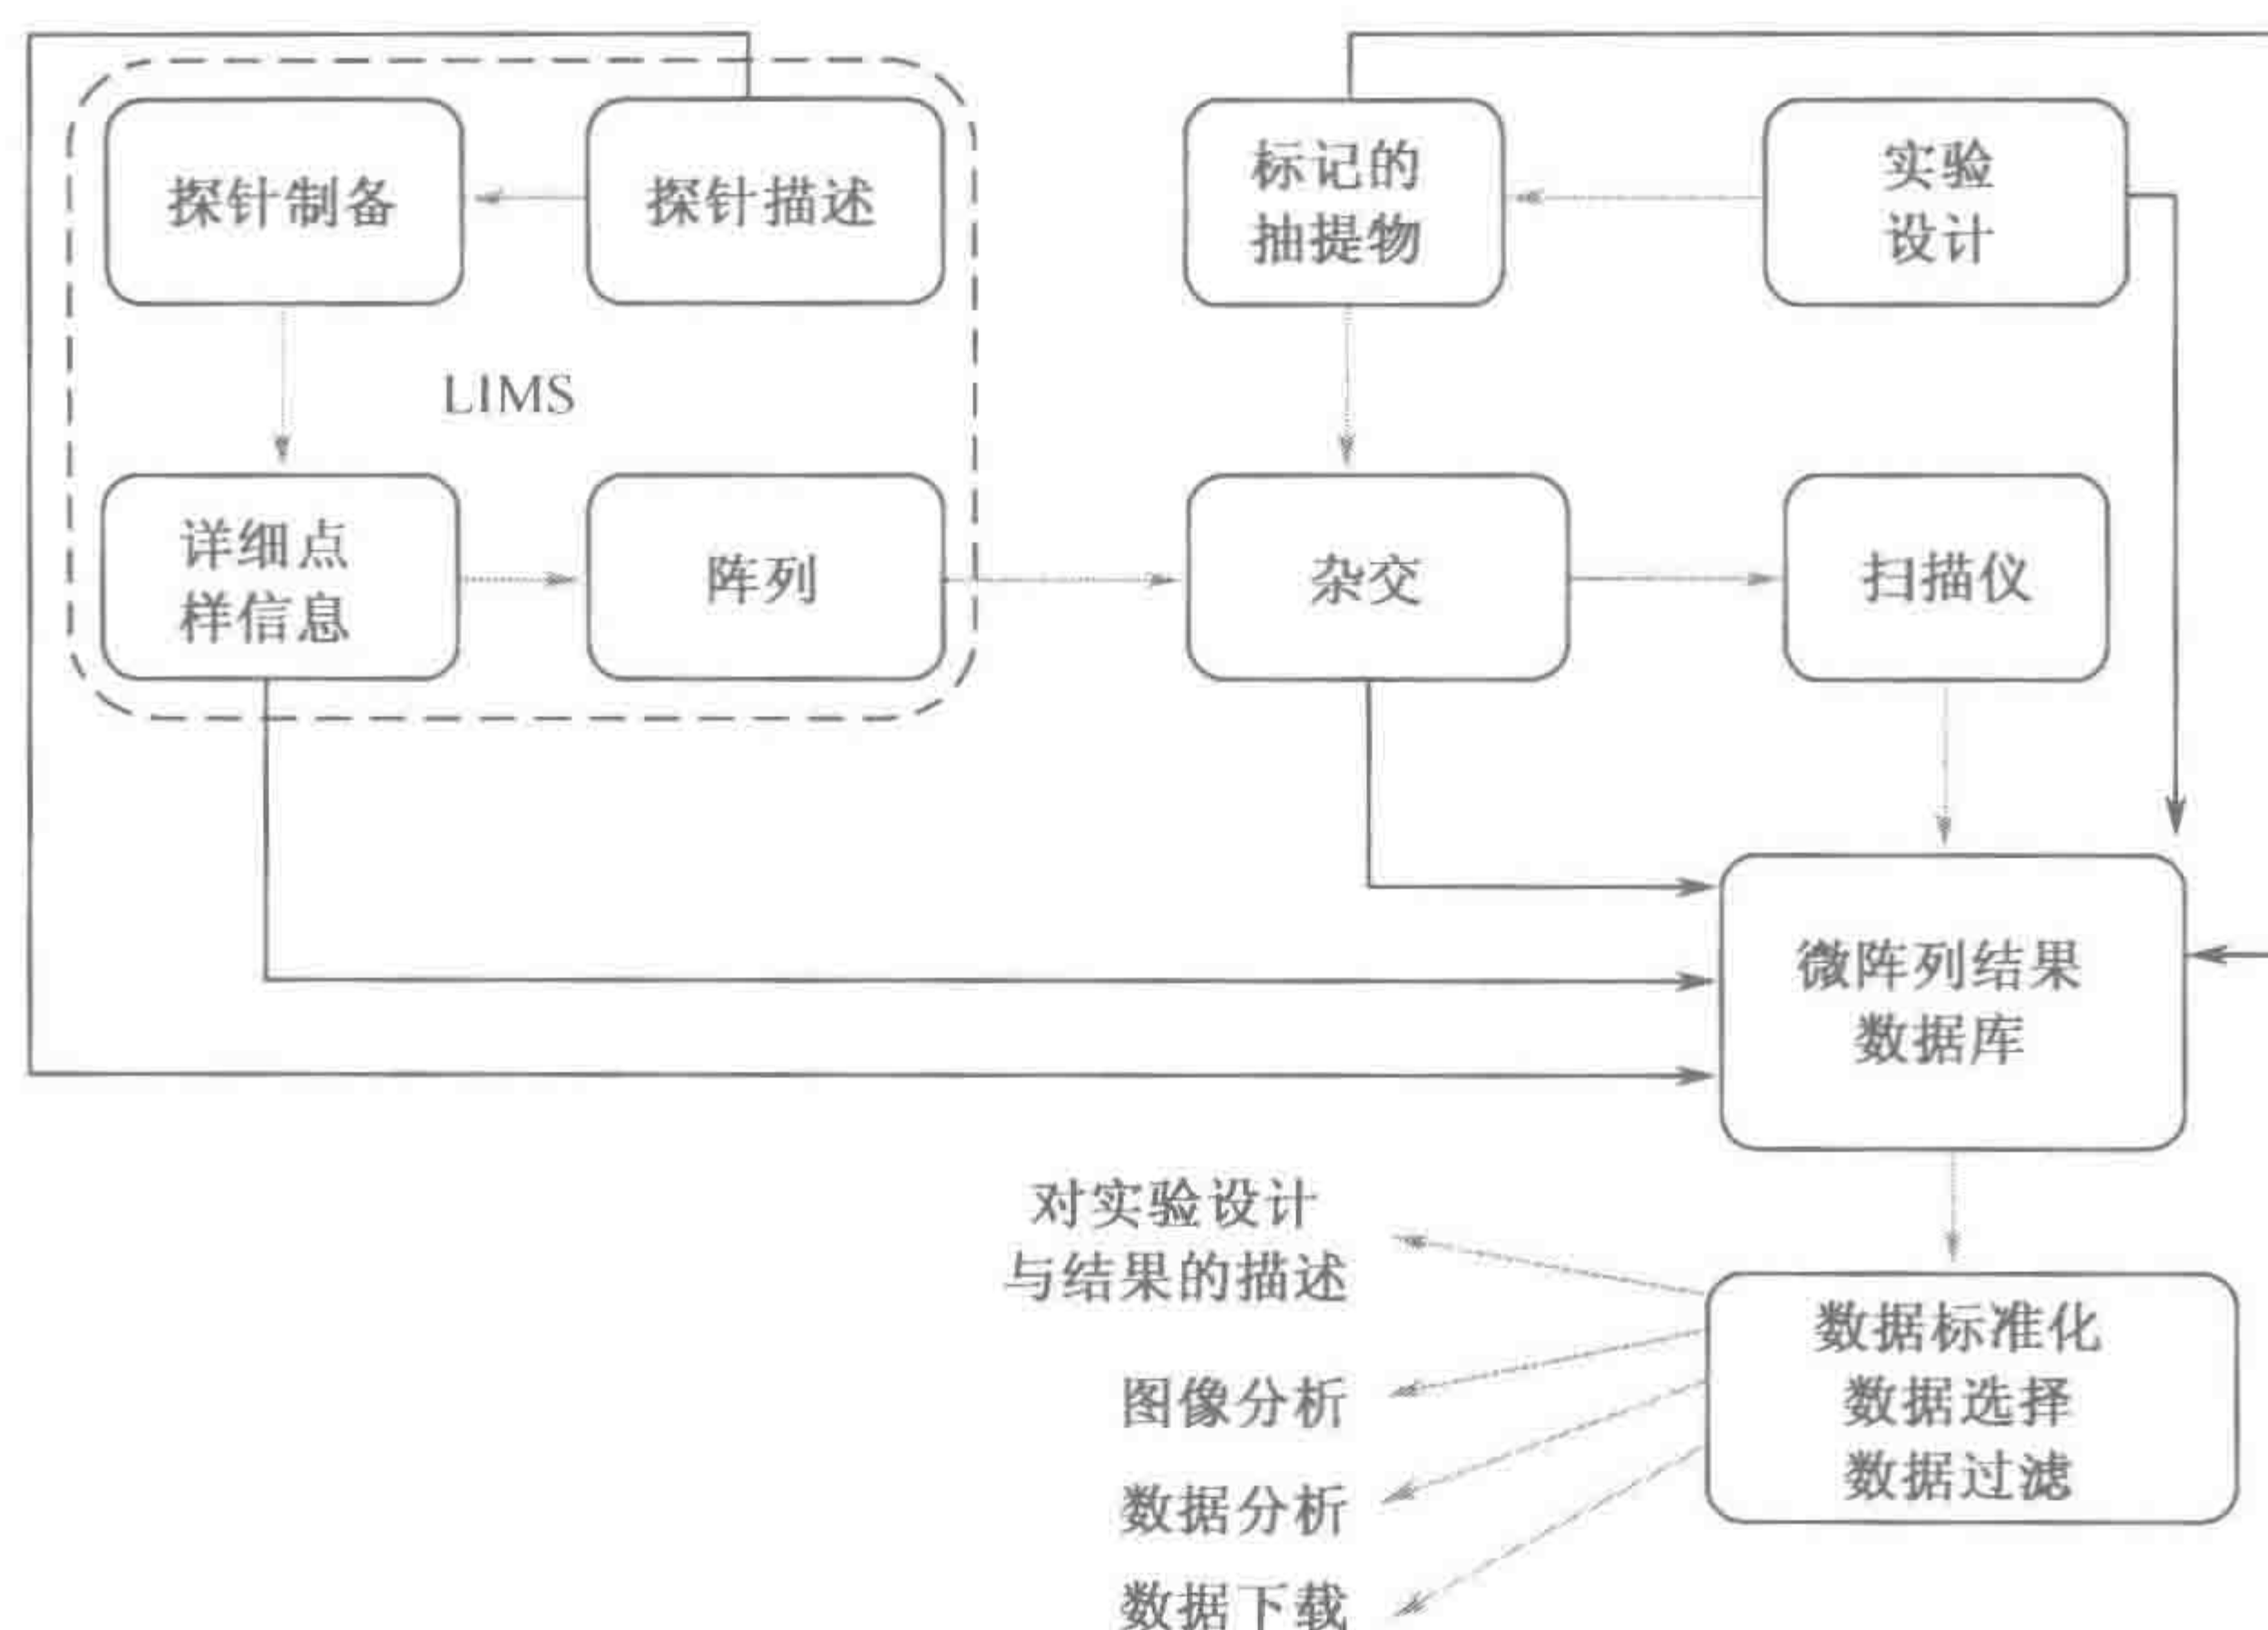 探针制备
探针描述
标记的
抽提物
实验
设计
LIMS
详细点
样信息
阵列
杂交
扫描仪
微阵列结果
数据库
对实验设计
与结果的描述
图像分析
数据分析
数据下载
数据标准化
数据选择
数据过滤